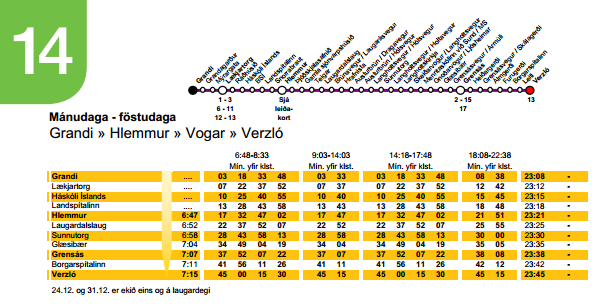 14
Grandi
Mýrargata
Lækjartorg
Ráðhúsið
Háskóli Íslands
BSÍ
Landspítalinn
Hlemmur
1 - 3
6 - 11
12 - 13
Sjá
leiða-
kort
2 - 15
17
13
Verzló
Mánudaga - föstudaga
Grandi » Hlemmur » Vogar » Verzló
6:48-8:33 9:03-14:03 14:18-17:48 18:08-22:38
Mín. yfir klst. Mín. yfir klst. Mín. yfir klst. Mín. yfir klst.
Grandi .... 03 18 33 48 03 33 03 18 33 48 08 38 23:08 -
Lækjartorg .... 07 22 37 52 07 37 07 22 37 52 12 42 23:12 -
Háskóli Íslands .... 10 25 40 55 10 40 10 25 40 55 15 45 23:15 -
Landspítalinn .... 13 28 43 58 13 43 13 28 43 58 18 48 23:18 -
Hlemmur 6:47 17 32 47 02 17 47 17 32 47 02 21 51 23:21 -
Laugardalslaug 6:52 22 37 52 07 22 52 22 37 52 07 25 55 23:25 -
Sunnutorg 6:58 28 43 58 13 28 58 28 43 58 13 30 00 23:30 -
Glæsibær 7:04 34 49 04 19 34 04 34 49 04 19 35 05 23:35 -
Grensás 7:07 37 52 07 22 37 07 37 52 07 22 38 08 23:38 -
Borgarspítalinn 7:11 41 56 11 26 41 11 41 56 11 26 42 12 23:42 -
Verzló 7:15 45 00 15 30 45 15 45 00 15 30 45 15 23:45 -
24.12. og 31.12. er ekið eins og á laugardegi